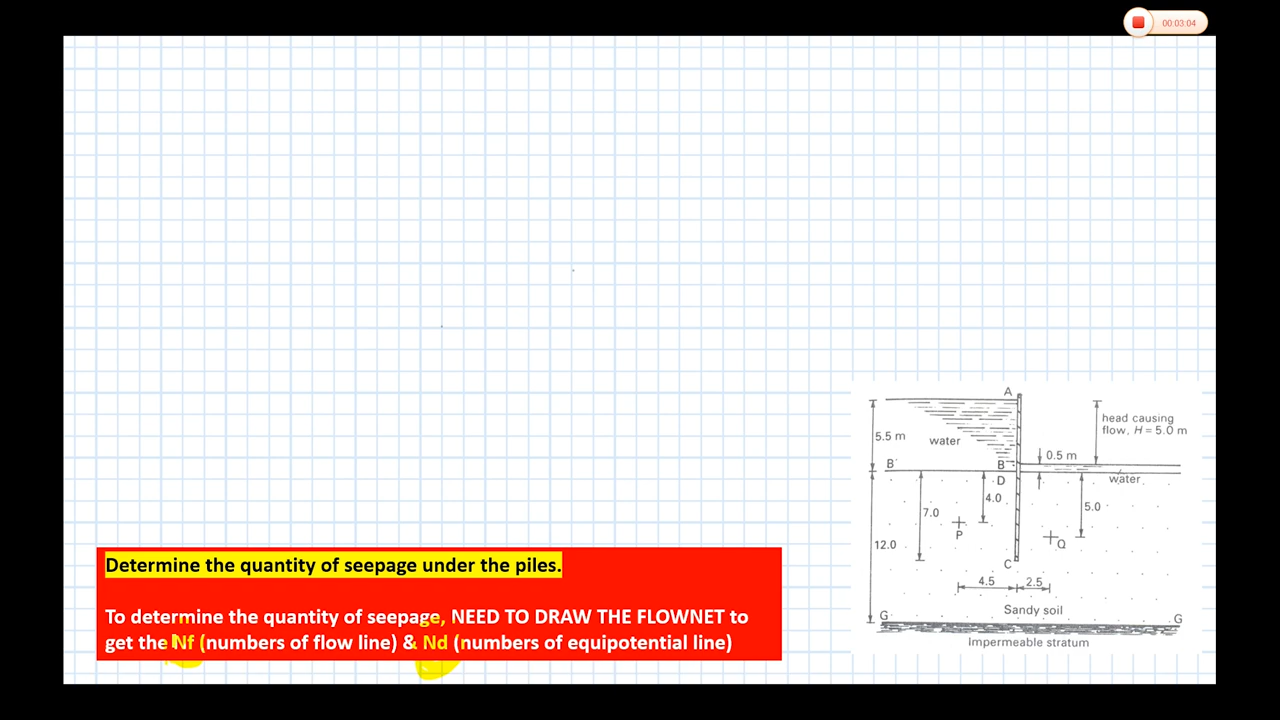 00:03:04
A
head causing
flow, H = 5.0 m
5.5 m
water
B'
B
0.5 m
D
water
4.0
7.0
5.0
P
Q
12.0
C
4.5
2.5
Sandy soil
G
G
Impermeable stratum
Determine the quantity of seepage under the piles.
To determine the quantity of seepage, NEED TO DRAW THE FLOWNET to
get the Nf (numbers of flow line) & Nd (numbers of equipotential line)